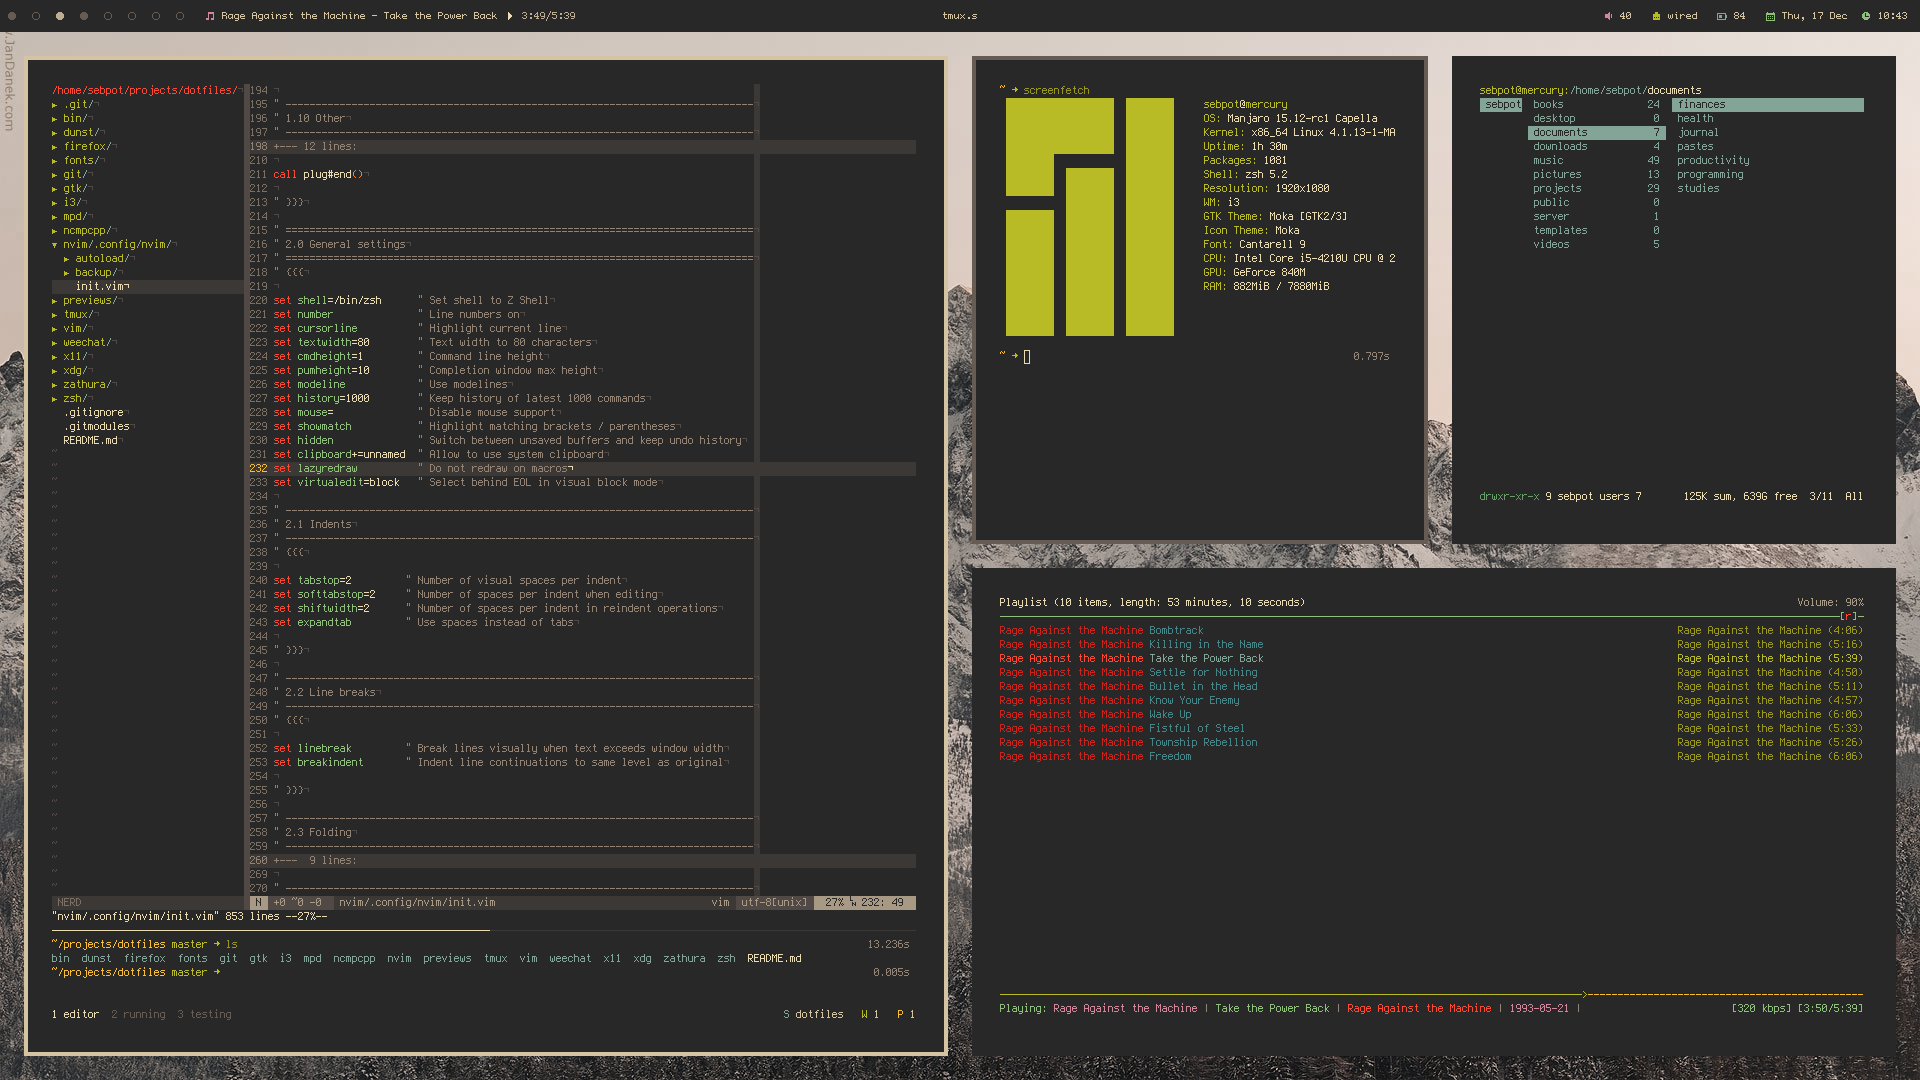 Rage Against the Machine - Take the Power Back 3:49/5:39
tmux.s
40 wired 84 Thu, 17 Dec 10:43
.JanDanek.com
/home/sebpot/projects/dotfiles/
▸ .git/
▸ bin/
▸ dunst/
▸ firefox/
▸ fonts/
▸ git/
▸ gtk/
▸ i3/
▸ mpd/
▸ ncmpcpp/
▾ nvim/.config/nvim/
▸ autoload/
▸ backup/
init.vim
▸ previews/
▸ tmux/
▸ vim/
▸ weechat/
▸ x11/
▸ xdg/
▸ zathura/
▸ zsh/
.gitignore
.gitmodules
README.md
NERD
194
195 " ------------------------------------------------------------------------------
196 " 1.10 Other
197 " ------------------------------------------------------------------------------
198 +--- 12 lines:
210
211 call plug#end()
212
213 " }}}
214
215 " ==============================================================================
216 " 2.0 General settings
217 " ==============================================================================
218 " {{{
219
220 set shell=/bin/zsh " Set shell to Z Shell
221 set number " Line numbers on
222 set cursorline " Highlight current line
223 set textwidth=80 " Text width to 80 characters
224 set cmdheight=1 " Command line height
225 set pumheight=10 " Completion window max height
226 set modeline " Use modelines
227 set history=1000 " Keep history of latest 1000 commands
228 set mouse= " Disable mouse support
229 set showmatch " Highlight matching brackets / parentheses
230 set hidden " Switch between unsaved buffers and keep undo history
231 set clipboard+=unnamed " Allow to use system clipboard
232 set lazyredraw " Do not redraw on macros
233 set virtualedit=block " Select behind EOL in visual block mode
234
235 " ------------------------------------------------------------------------------
236 " 2.1 Indents
237 " ------------------------------------------------------------------------------
238 " {{{
239
240 set tabstop=2 " Number of visual spaces per indent
241 set softtabstop=2 " Number of spaces per indent when editing
242 set shiftwidth=2 " Number of spaces per indent in reindent operations
243 set expandtab " Use spaces instead of tabs
244
245 " }}}
246
247 " ------------------------------------------------------------------------------
248 " 2.2 Line breaks
249 " ------------------------------------------------------------------------------
250 " {{{
251
252 set linebreak " Break lines visually when text exceeds window width
253 set breakindent " Indent line continuations to same level as original
254
255 " }}}
256
257 " ------------------------------------------------------------------------------
258 " 2.3 Folding
259 " ------------------------------------------------------------------------------
260 +--- 9 lines:
269
270 " ------------------------------------------------------------------------------
N +0 ~0 -0 nvim/.config/nvim/init.vim vim utf-8[unix] 27% ␤ 232: 49
"nvim/.config/nvim/init.vim" 853 lines --27%--
~/projects/dotfiles master → ls 13.236s
bin dunst firefox fonts git gtk i3 mpd ncmpcpp nvim previews tmux vim weechat x11 xdg zathura zsh README.md
~/projects/dotfiles master → 0.005s
1 editor 2 running 3 testing S dotfiles W 1 P 1
~ → screenfetch
sebpot@mercury
OS: Manjaro 15.12-rc1 Capella
Kernel: x86_64 Linux 4.1.13-1-MA
Uptime: 1h 30m
Packages: 1081
Shell: zsh 5.2
Resolution: 1920x1080
WM: i3
GTK Theme: Moka [GTK2/3]
Icon Theme: Moka
Font: Cantarell 9
CPU: Intel Core i5-4210U CPU @ 2
GPU: GeForce 840M
RAM: 882MiB / 7880MiB
~ → 0.797s
sebpot@mercury:/home/sebpot/documents
sebpot books 24 finances
desktop 0 health
documents 7 journal
downloads 4 pastes
music 49 productivity
pictures 13 programming
projects 29 studies
public 0
server 1
templates 0
videos 5
drwxr-xr-x 9 sebpot users 7 125K sum, 639G free 3/11 All
Playlist (10 items, length: 53 minutes, 10 seconds) Volume: 90%
[r]
Rage Against the Machine Bombtrack Rage Against the Machine (4:06)
Rage Against the Machine Killing in the Name Rage Against the Machine (5:16)
Rage Against the Machine Take the Power Back Rage Against the Machine (5:39)
Rage Against the Machine Settle for Nothing Rage Against the Machine (4:50)
Rage Against the Machine Bullet in the Head Rage Against the Machine (5:11)
Rage Against the Machine Know Your Enemy Rage Against the Machine (4:57)
Rage Against the Machine Wake Up Rage Against the Machine (6:06)
Rage Against the Machine Fistful of Steel Rage Against the Machine (5:33)
Rage Against the Machine Township Rebellion Rage Against the Machine (5:26)
Rage Against the Machine Freedom Rage Against the Machine (6:06)
Playing: Rage Against the Machine | Take the Power Back | Rage Against the Machine | 1993-05-21 | [320 kbps] [3:50/5:39]